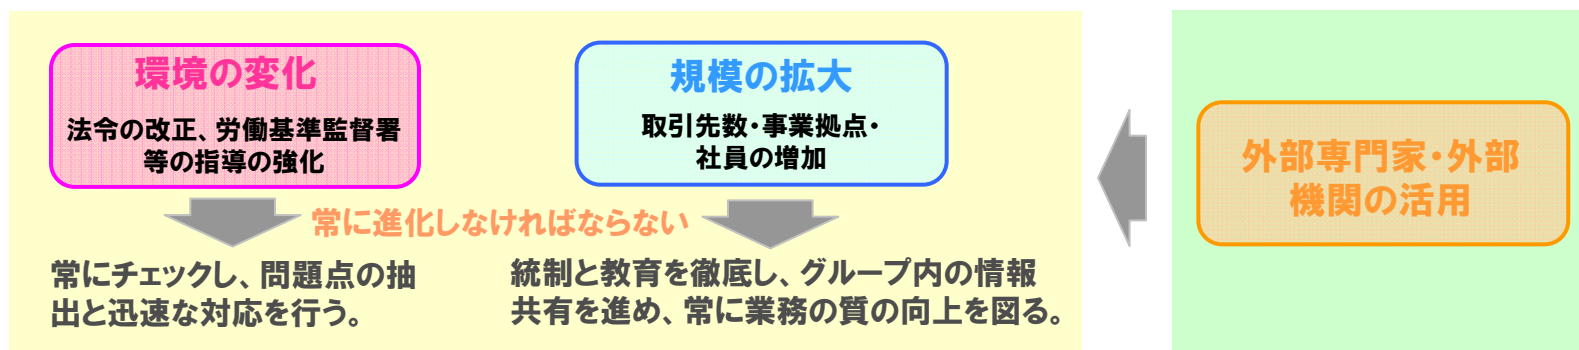 環境の変化
法令の改正、労働基準監督署
等の指導の強化
規模の拡大
取引先数・事業拠点・
社員の増加
常に進化しなければならない
常にチェックし、問題点の抽
出と迅速な対応を行う。
統制と教育を徹底し、グループ内の情報
共有を進め、常に業務の質の向上を図る。
外部専門家・外部
機関の活用